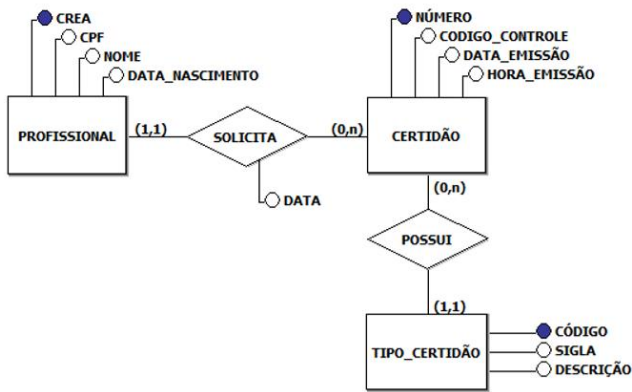 CREA
CPF
NOME
DATA_NASCIMENTO
PROFISSIONAL
(1,1)
SOLICITA
(0,n)
DATA
NÚMERO
CODIGO_CONTROLE
DATA_EMISSÃO
HORA_EMISSÃO
CERTIDÃO
(0,n)
POSSUI
(1,1)
TIPO_CERTIDÃO
CÓDIGO
SIGLA
DESCRIÇÃO